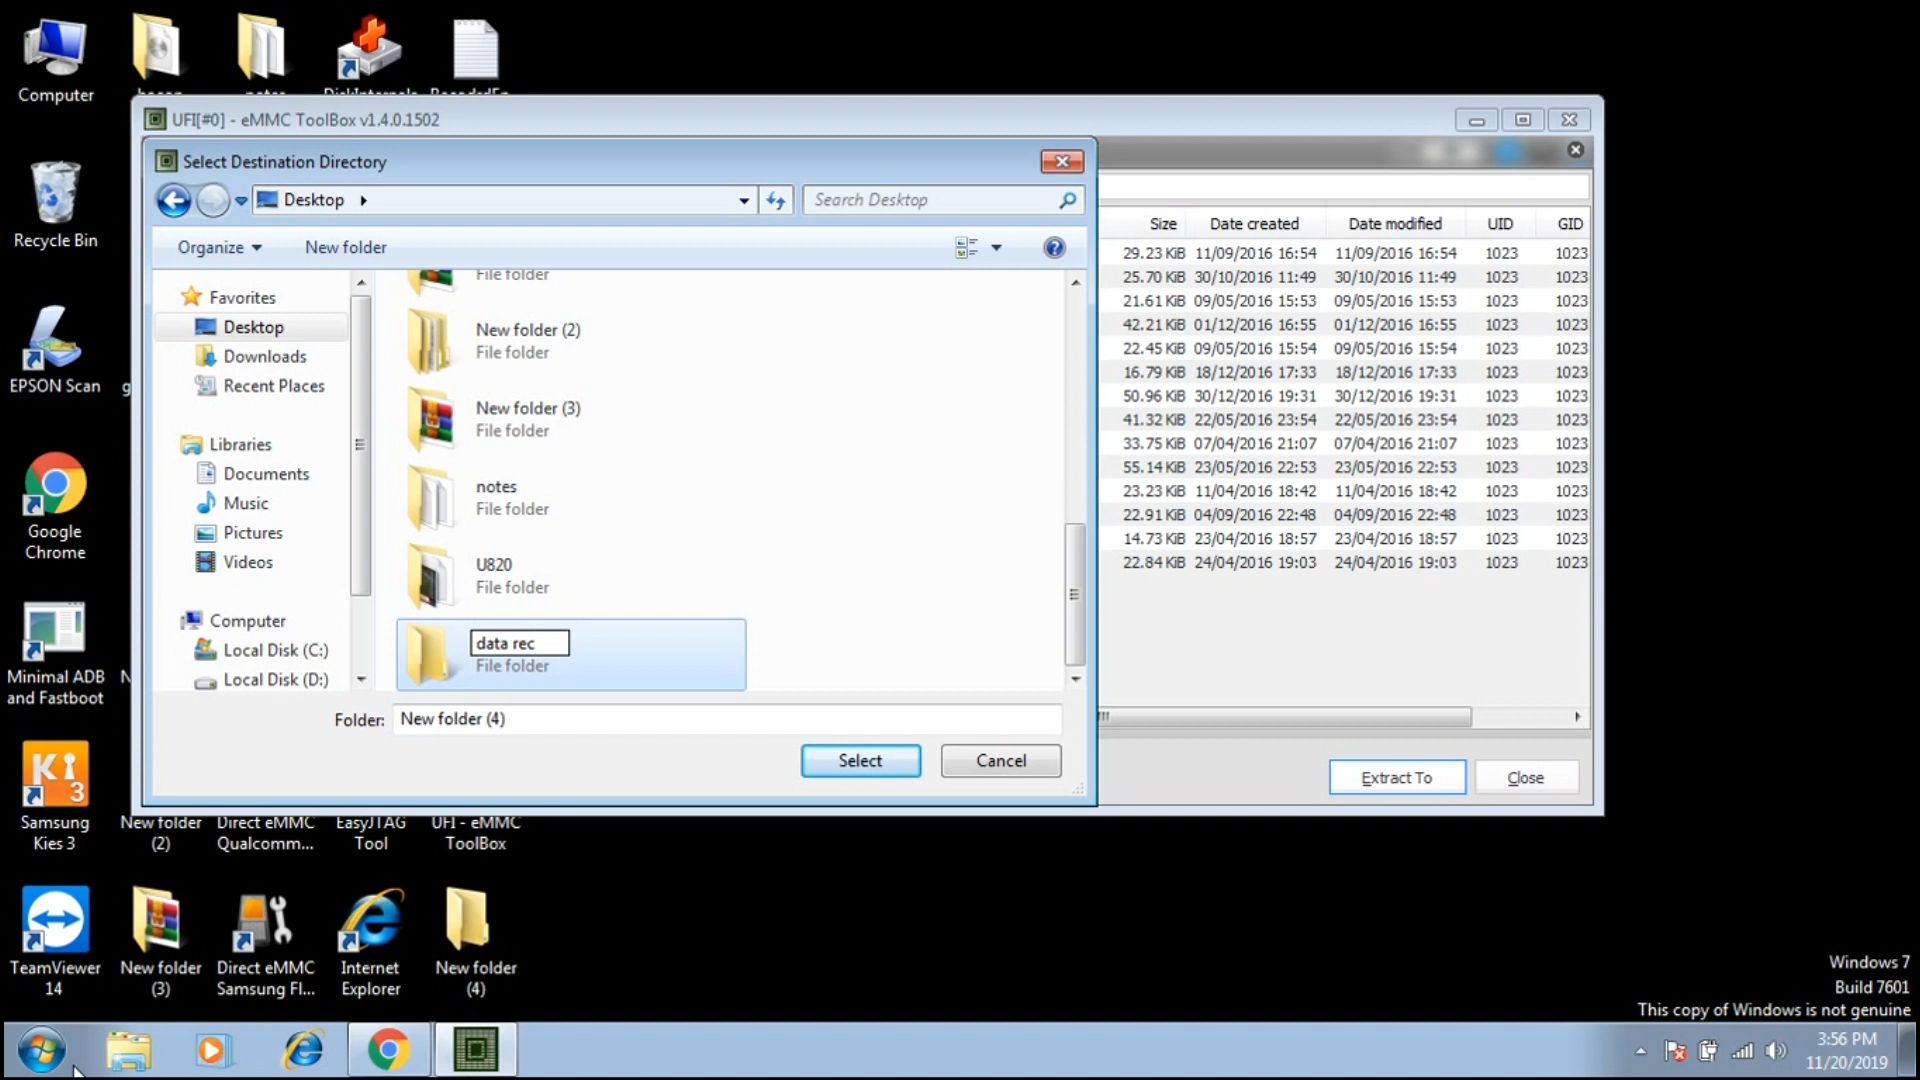 Computer
UFI[#0] - eMMC ToolBox v1.4.0.1502
Select Destination Directory
Desktop
Search Desktop
Organize
New folder
Size Date created Date modified UID GID
29.23 KiB 11/09/2016 16:54 11/09/2016 16:54 1023 1023
25.70 KiB 30/10/2016 11:49 30/10/2016 11:49 1023 1023
21.61 KiB 09/05/2016 15:53 09/05/2016 15:53 1023 1023
42.21 KiB 01/12/2016 16:55 01/12/2016 16:55 1023 1023
22.45 KiB 09/05/2016 15:54 09/05/2016 15:54 1023 1023
16.79 KiB 18/12/2016 17:33 18/12/2016 17:33 1023 1023
50.96 KiB 30/12/2016 19:31 30/12/2016 19:31 1023 1023
41.32 KiB 22/05/2016 23:54 22/05/2016 23:54 1023 1023
33.75 KiB 07/04/2016 21:07 07/04/2016 21:07 1023 1023
55.14 KiB 23/05/2016 22:53 23/05/2016 22:53 1023 1023
23.23 KiB 11/04/2016 18:42 11/04/2016 18:42 1023 1023
22.91 KiB 04/09/2016 22:48 04/09/2016 22:48 1023 1023
14.73 KiB 23/04/2016 18:57 23/04/2016 18:57 1023 1023
22.84 KiB 24/04/2016 19:03 24/04/2016 19:03 1023 1023
Favorites
Desktop
Downloads
Recent Places
Libraries
Documents
Music
Pictures
Videos
Computer
Local Disk (C:)
Local Disk (D:)
File folder
New folder (2)
File folder
New folder (3)
File folder
notes
File folder
U820
File folder
data rec
File folder
Folder: New folder (4)
Select
Cancel
Extract To
Close
Recycle Bin
EPSON Scan
Google
Chrome
Minimal ADB
and Fastboot
Samsung
Kies 3
New folder
(2)
Direct eMMC
Qualcomm...
EasyJTAG
Tool
UFI - eMMC
ToolBox
TeamViewer
14
New folder
(3)
Direct eMMC
Samsung Fl...
Internet
Explorer
New folder
(4)
Windows 7
Build 7601
This copy of Windows is not genuine
3:56 PM
11/20/2019